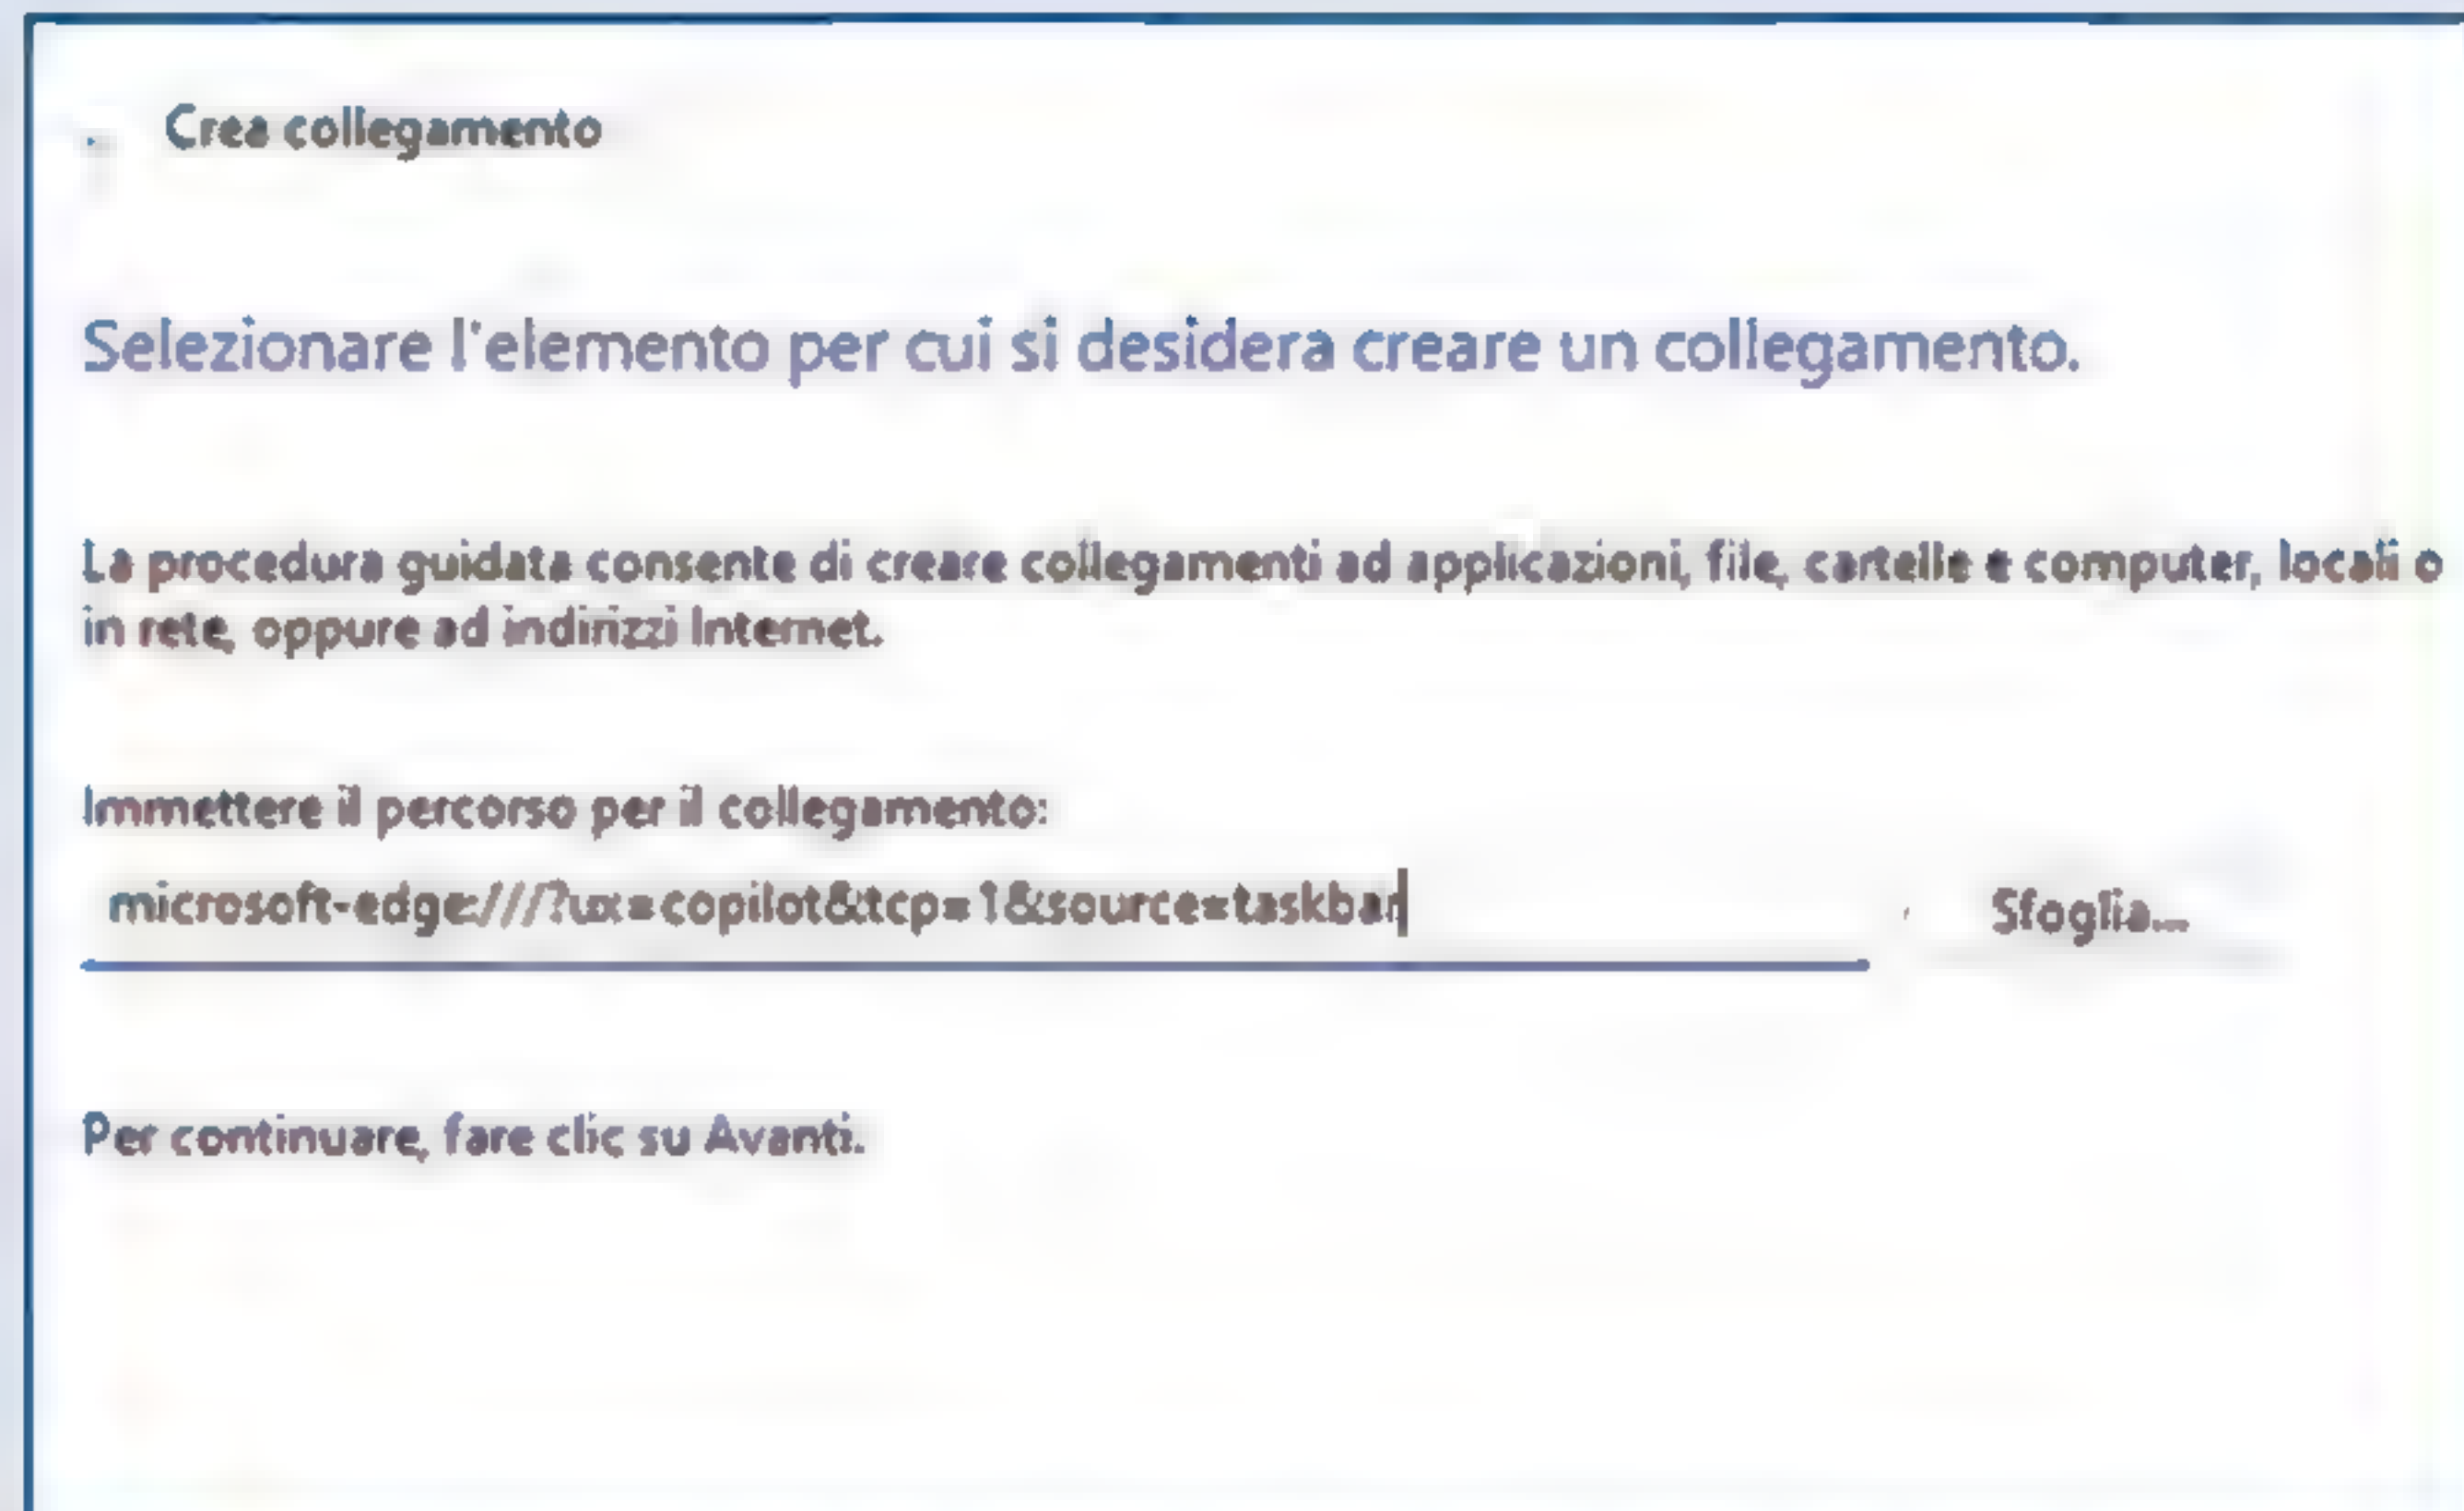 Crea collegamento
Selezionare l'elemento per cui si desidera creare un collegamento.
La procedura guidata consente di creare collegamenti ad applicazioni, file, cartelle e computer, locali o
in rete, oppure ad indirizzi Internet.
Immettere il percorso per il collegamento:
microsoft-edge:///?ux=copilot&tcp=1&source=taskbar
Sfoglia...
Per continuare, fare clic su Avanti.